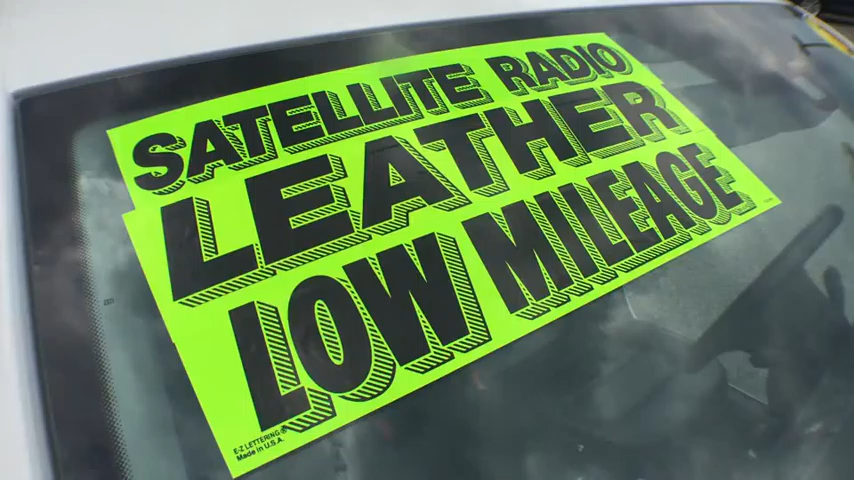 SATELLITE RADIO
LEATHER
LOW MILEAGE
E-Z LETTERING®
Made in U.S.A.